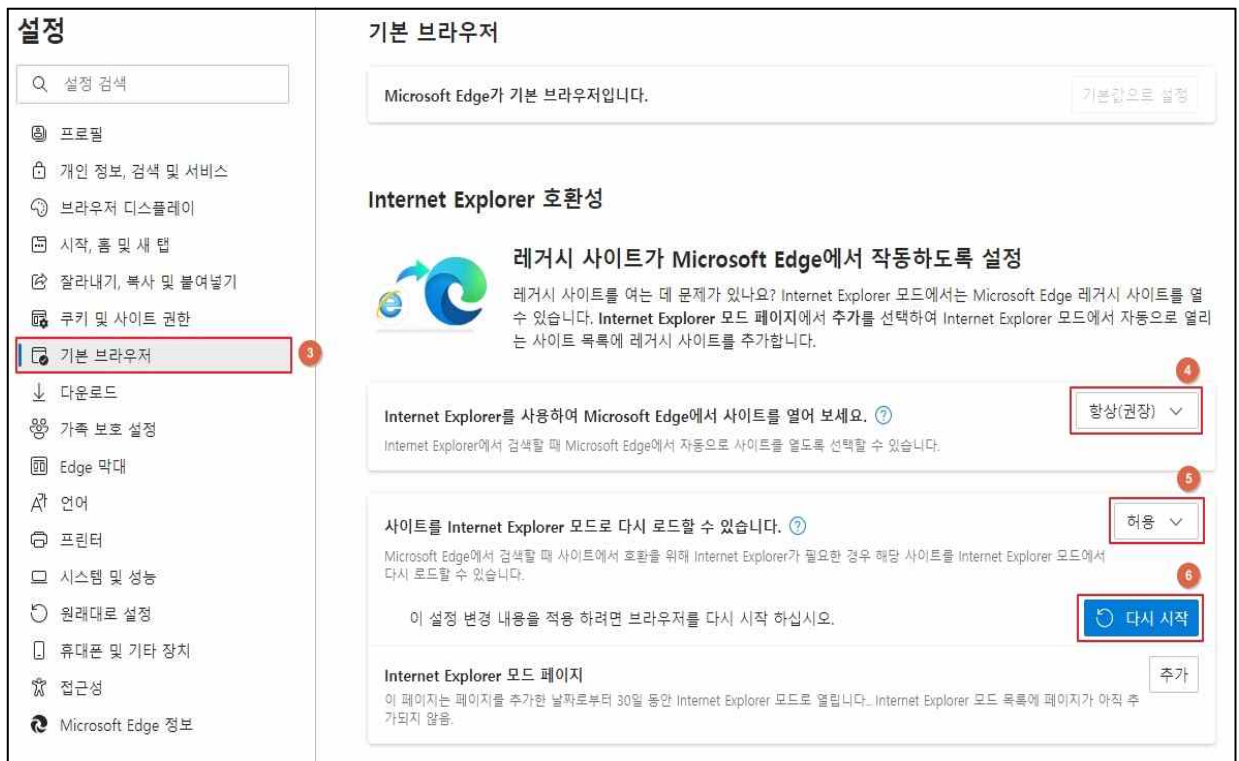 설정
설정 검색
프로필
개인 정보, 검색 및 서비스
브라우저 디스플레이
시작, 홈 및 새 탭
잘라내기, 복사 및 붙여넣기
쿠키 및 사이트 권한
기본 브라우저
3
다운로드
가족 보호 설정
Edge 막대
언어
프린터
시스템 및 성능
원래대로 설정
휴대폰 및 기타 장치
접근성
Microsoft Edge 정보
기본 브라우저
Microsoft Edge가 기본 브라우저입니다.
기본값으로 설정
Internet Explorer 호환성
레거시 사이트가 Microsoft Edge에서 작동하도록 설정
레거시 사이트를 여는 데 문제가 있나요? Internet Explorer 모드에서는 Microsoft Edge 레거시 사이트를 열
수 있습니다. Internet Explorer 모드 페이지에서 추가를 선택하여 Internet Explorer 모드에서 자동으로 열리
는 사이트 목록에 레거시 사이트를 추가합니다.
4
Internet Explorer를 사용하여 Microsoft Edge에서 사이트를 열어 보세요.
항상(권장)
Internet Explorer에서 검색할 때 Microsoft Edge에서 자동으로 사이트를 열도록 선택할 수 있습니다.
5
사이트를 Internet Explorer 모드로 다시 로드할 수 있습니다.
허용
Microsoft Edge에서 검색할 때 사이트에서 호환을 위해 Internet Explorer가 필요한 경우 해당 사이트를 Internet Explorer 모드에서
다시 로드할 수 있습니다.
6
이 설정 변경 내용을 적용 하려면 브라우저를 다시 시작 하십시오.
다시 시작
Internet Explorer 모드 페이지
추가
이 페이지는 페이지를 추가한 날짜로부터 30일 동안 Internet Explorer 모드로 열립니다.. Internet Explorer 모드 목록에 페이지가 아직 추
가되지 않음.